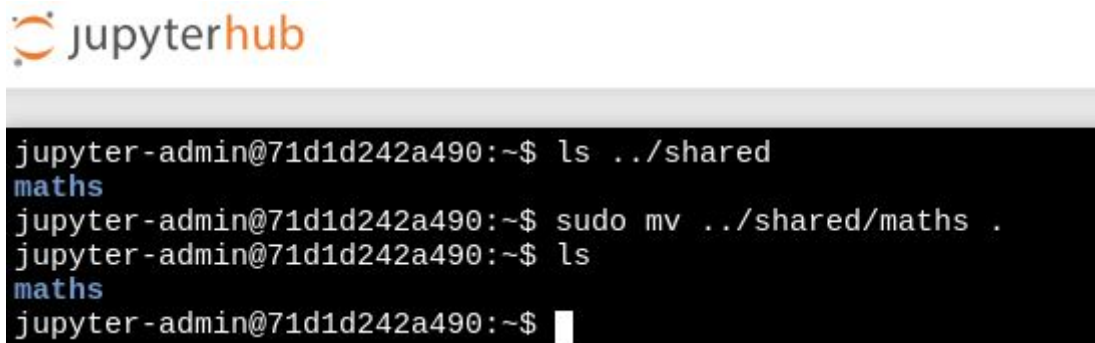 jupyterhub
jupyter-admin@71d1d242a490:~$ ls ../shared
maths
jupyter-admin@71d1d242a490:~$ sudo mv ../shared/maths .
jupyter-admin@71d1d242a490:~$ ls
maths
jupyter-admin@71d1d242a490:~$